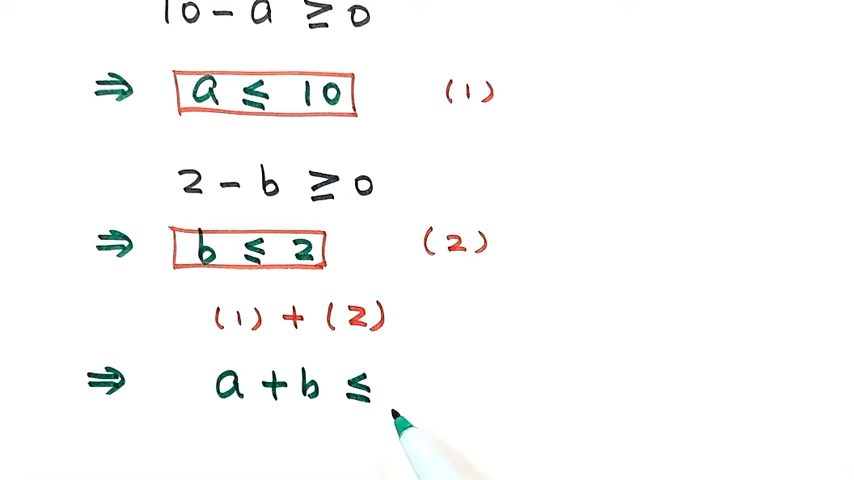 10 - a ≥ 0
⇒ a ≤ 10 (1)
2 - b ≥ 0
⇒ b ≤ 2 (2)
(1) + (2)
⇒ a + b ≤